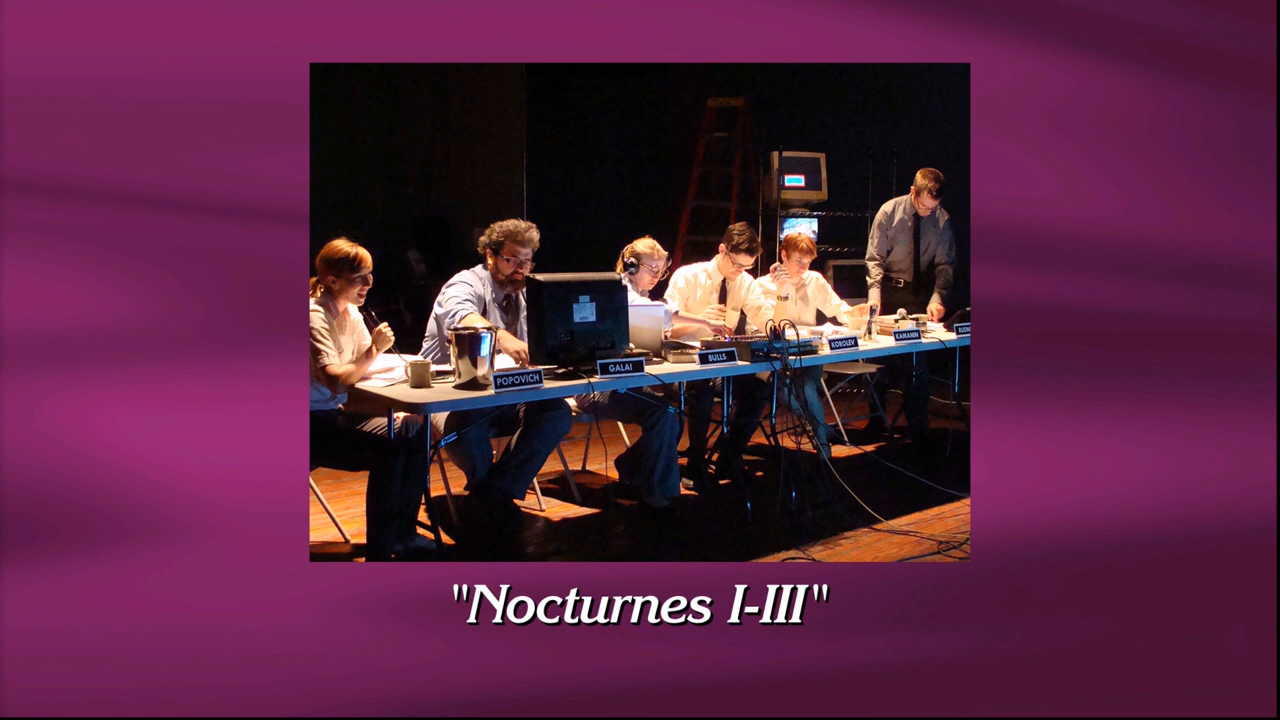 POPOVICH
GALAI
BULLS
KOROLEV
KAMANIN
"Nocturnes I-III"